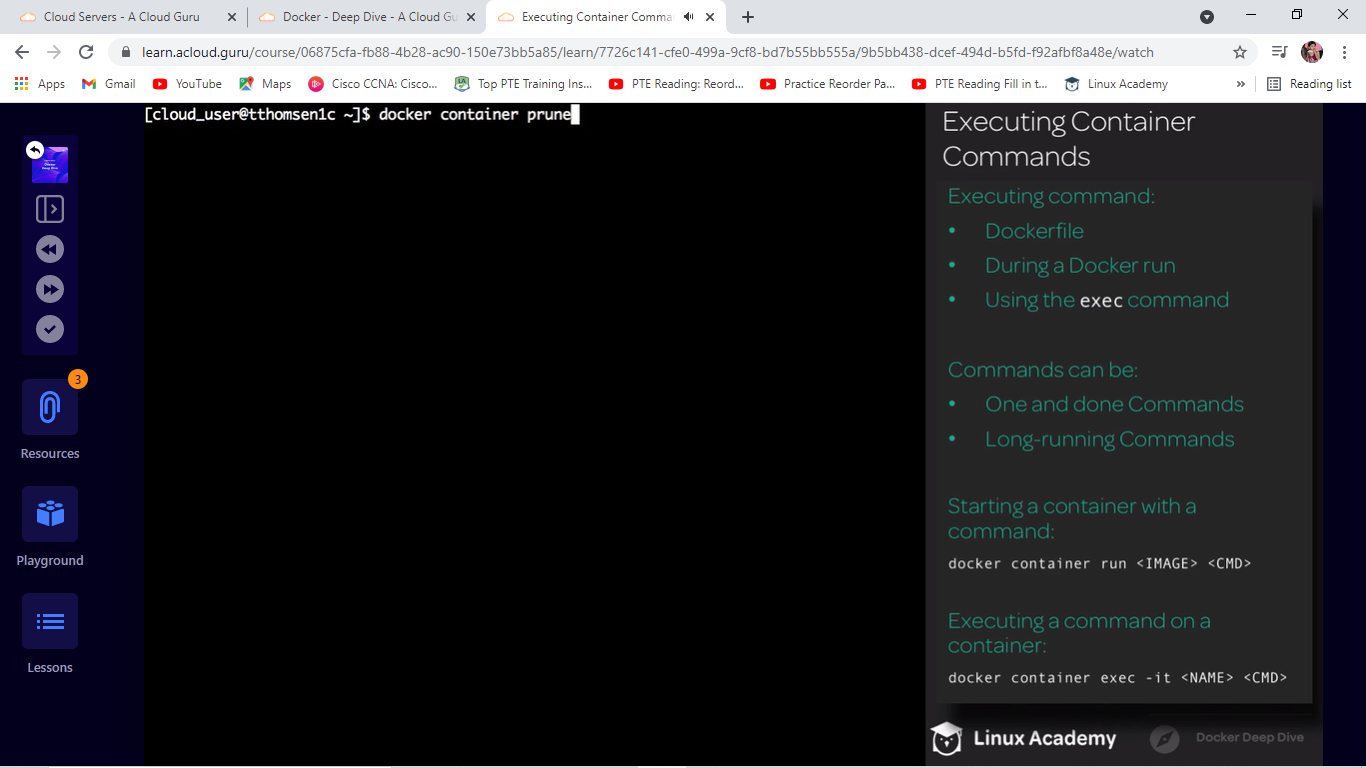 Cloud Servers - A Cloud Guru
Docker - Deep Dive - A Cloud Gu
Executing Container Comma
learn.acloud.guru/course/06875cfa-fb88-4b28-ac90-150e73bb5a85/learn/7726c141-cfe0-499a-9cf8-bd7b55bb555a/9b5bb438-dcef-494d-b5fd-f92afbf8a48e/watch
Apps
Gmail
YouTube
Maps
Cisco CCNA: Cisco...
Top PTE Training Ins...
PTE Reading: Reord...
Practice Reorder Pa...
PTE Reading Fill in t...
Linux Academy
»
Reading list
[cloud_user@tthomsen1c ~]$ docker container prune
3
Resources
Playground
Lessons
Executing Container
Commands
Executing command:
• Dockerfile
• During a Docker run
• Using the exec command
Commands can be:
• One and done Commands
• Long-running Commands
Starting a container with a
command:
docker container run <IMAGE> <CMD>
Executing a command on a
container:
docker container exec -it <NAME> <CMD>
Linux Academy
Docker Deep Dive